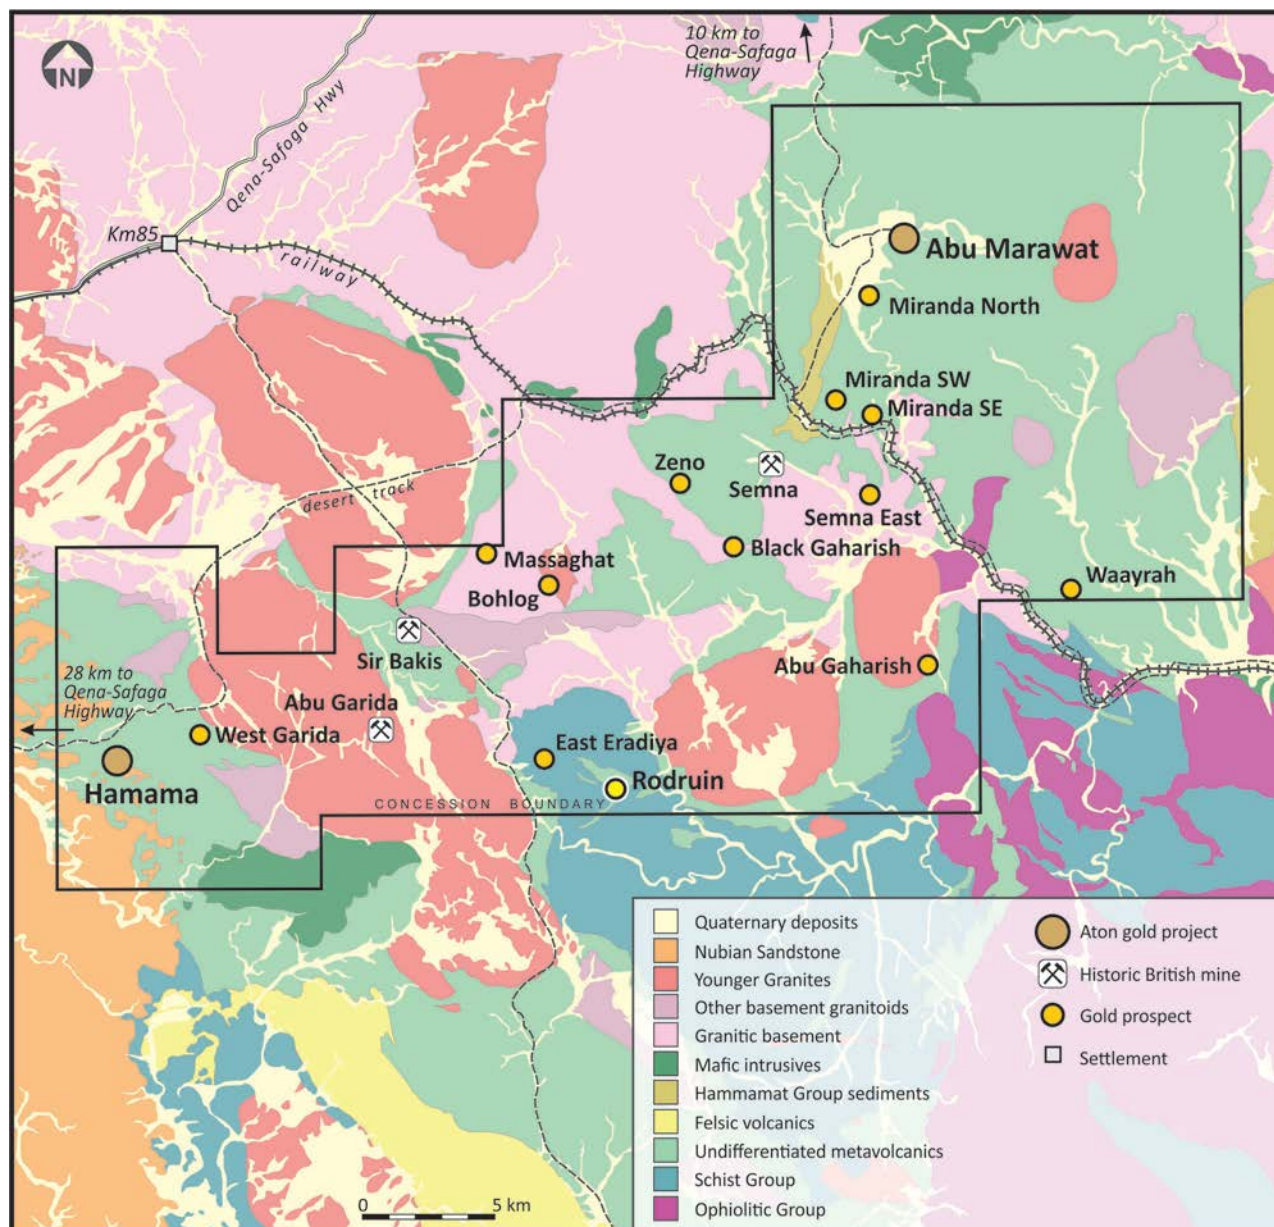 10 km to
Qena-Safaga
Highway
N
Qena-Safoga Hwy
Km85
railway
Abu Marawat
Miranda North
Miranda SW
Miranda SE
Zeno
Semna
desert track
Semna East
Black Gaharish
Massaghat
Waayrah
Bohlog
Sir Bakis
28 km to
Qena-Safaga
Highway
Abu Gaharish
Abu Garida
West Garida
East Eradiya
Rodruin
Hamama
CONCESSION BOUNDARY
Quaternary deposits
Nubian Sandstone
Younger Granites
Other basement granitoids
Granitic basement
Mafic intrusives
Hammamat Group sediments
Felsic volcanics
Undifferentiated metavolcanics
Schist Group
Ophiolitic Group
Aton gold project
Historic British mine
Gold prospect
Settlement
0 5 km